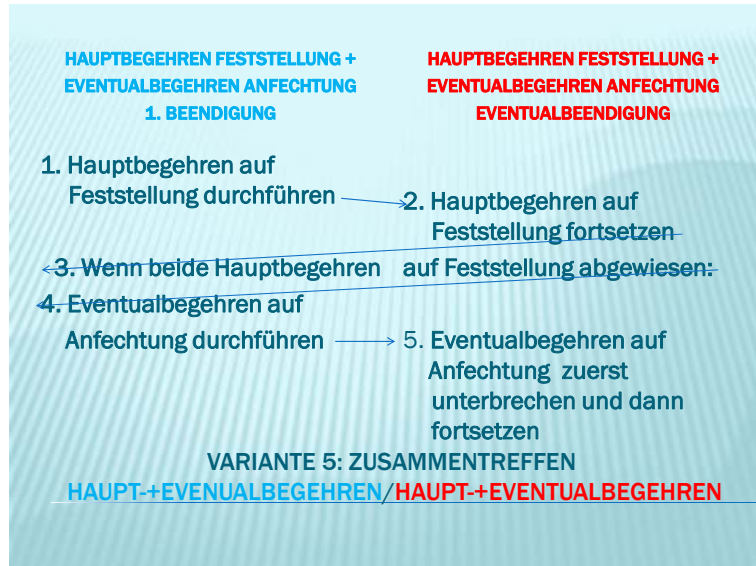 HAUPTBEGEHREN FESTSTELLUNG +
EVENTUALBEGEHREN ANFECHTUNG
1. BEENDIGUNG
HAUPTBEGEHREN FESTSTELLUNG +
EVENTUALBEGEHREN ANFECHTUNG
EVENTUALBEENDIGUNG
1. Hauptbegehren auf
Feststellung durchführen
2. Hauptbegehren auf
Feststellung fortsetzen
3. Wenn beide Hauptbegehren auf Feststellung abgewiesen:
4. Eventualbegehren auf
Anfechtung durchführen
5. Eventualbegehren auf
Anfechtung zuerst
unterbrechen und dann
fortsetzen
VARIANTE 5: ZUSAMMENTREFFEN
HAUPT-+EVENUALBEGEHREN/HAUPT-+EVENTUALBEGEHREN